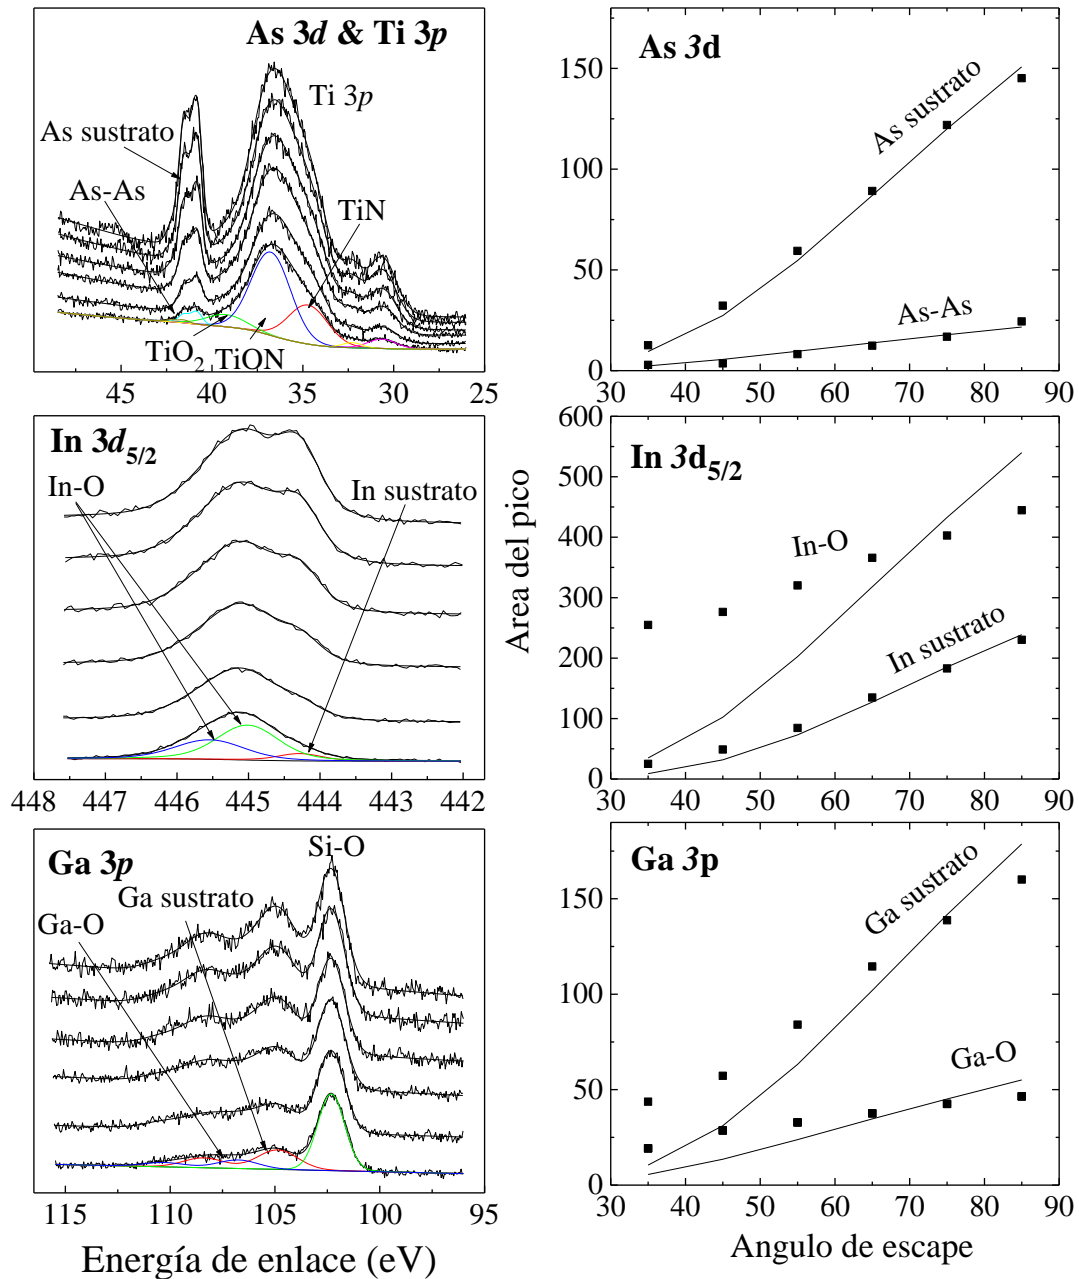 As 3d & Ti 3p
Ti 3p
As sustrato
As-As
TiN
TiO2
TiON
45 40 35 30 25
As 3d
As sustrato
As-As
150
100
50
0
30 40 50 60 70 80 90
In 3d5/2
In-O
In sustrato
448 447 446 445 444 443 442
In 3d5/2
In-O
In sustrato
600
500
400
300
200
100
0
30 40 50 60 70 80 90
Area del pico
Ga 3p
Si-O
Ga sustrato
Ga-O
115 110 105 100 95
Energía de enlace (eV)
Ga 3p
Ga sustrato
Ga-O
150
100
50
0
30 40 50 60 70 80 90
Angulo de escape